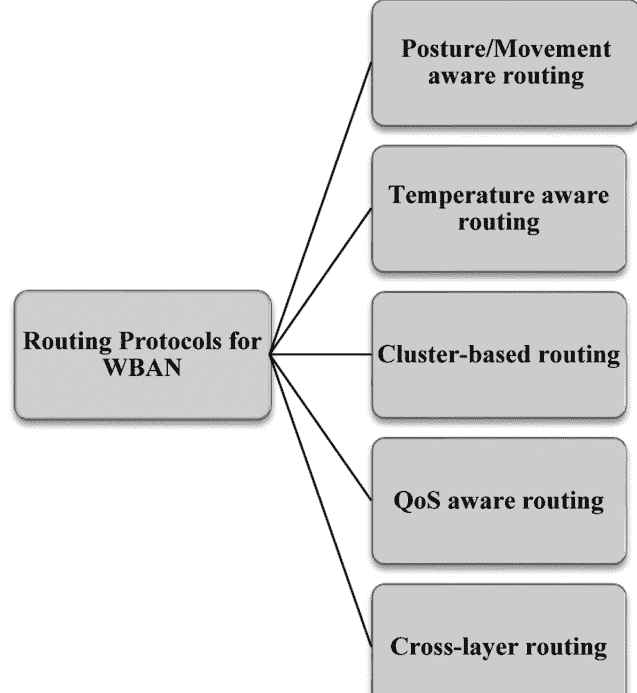 Posture/Movement
aware routing
Temperature aware
routing
Routing Protocols for
WBAN
Cluster-based routing
QoS aware routing
Cross-layer routing